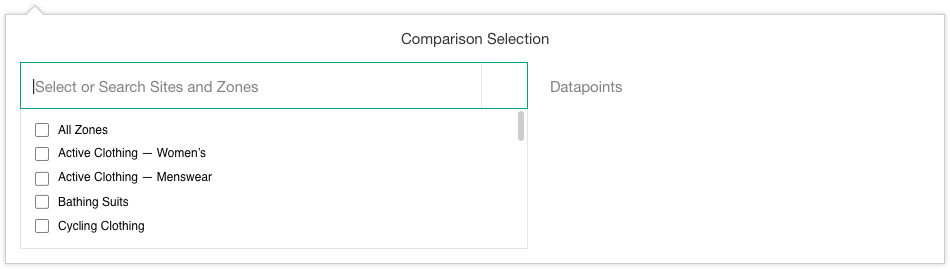 Comparison Selection
Select or Search Sites and Zones
Datapoints
All Zones
Active Clothing — Women’s
Active Clothing — Menswear
Bathing Suits
Cycling Clothing